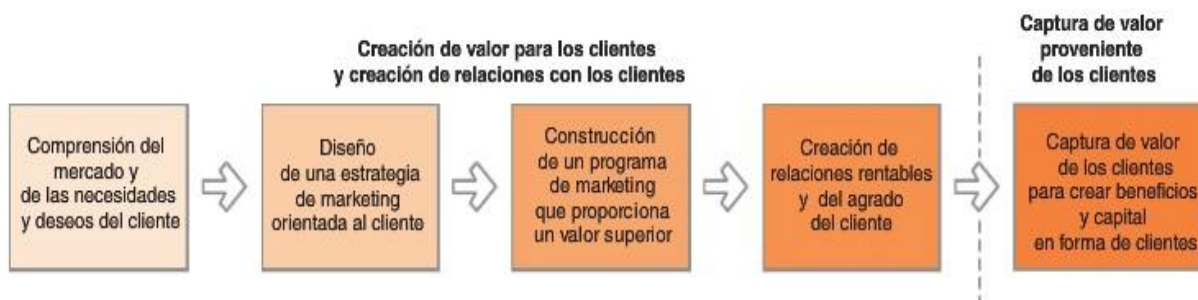 Creación de valor para los clientes
y creación de relaciones con los clientes
Captura de valor
proveniente
de los clientes
Comprensión del
mercado y
de las necesidades
y deseos del cliente
Diseño
de una estrategia
de marketing
orientada al cliente
Construcción
de un programa
de marketing
que proporciona
un valor superior
Creación de
relaciones rentables
y del agrado
del cliente
Captura de valor
de los clientes
para crear beneficios
y capital
en forma de clientes